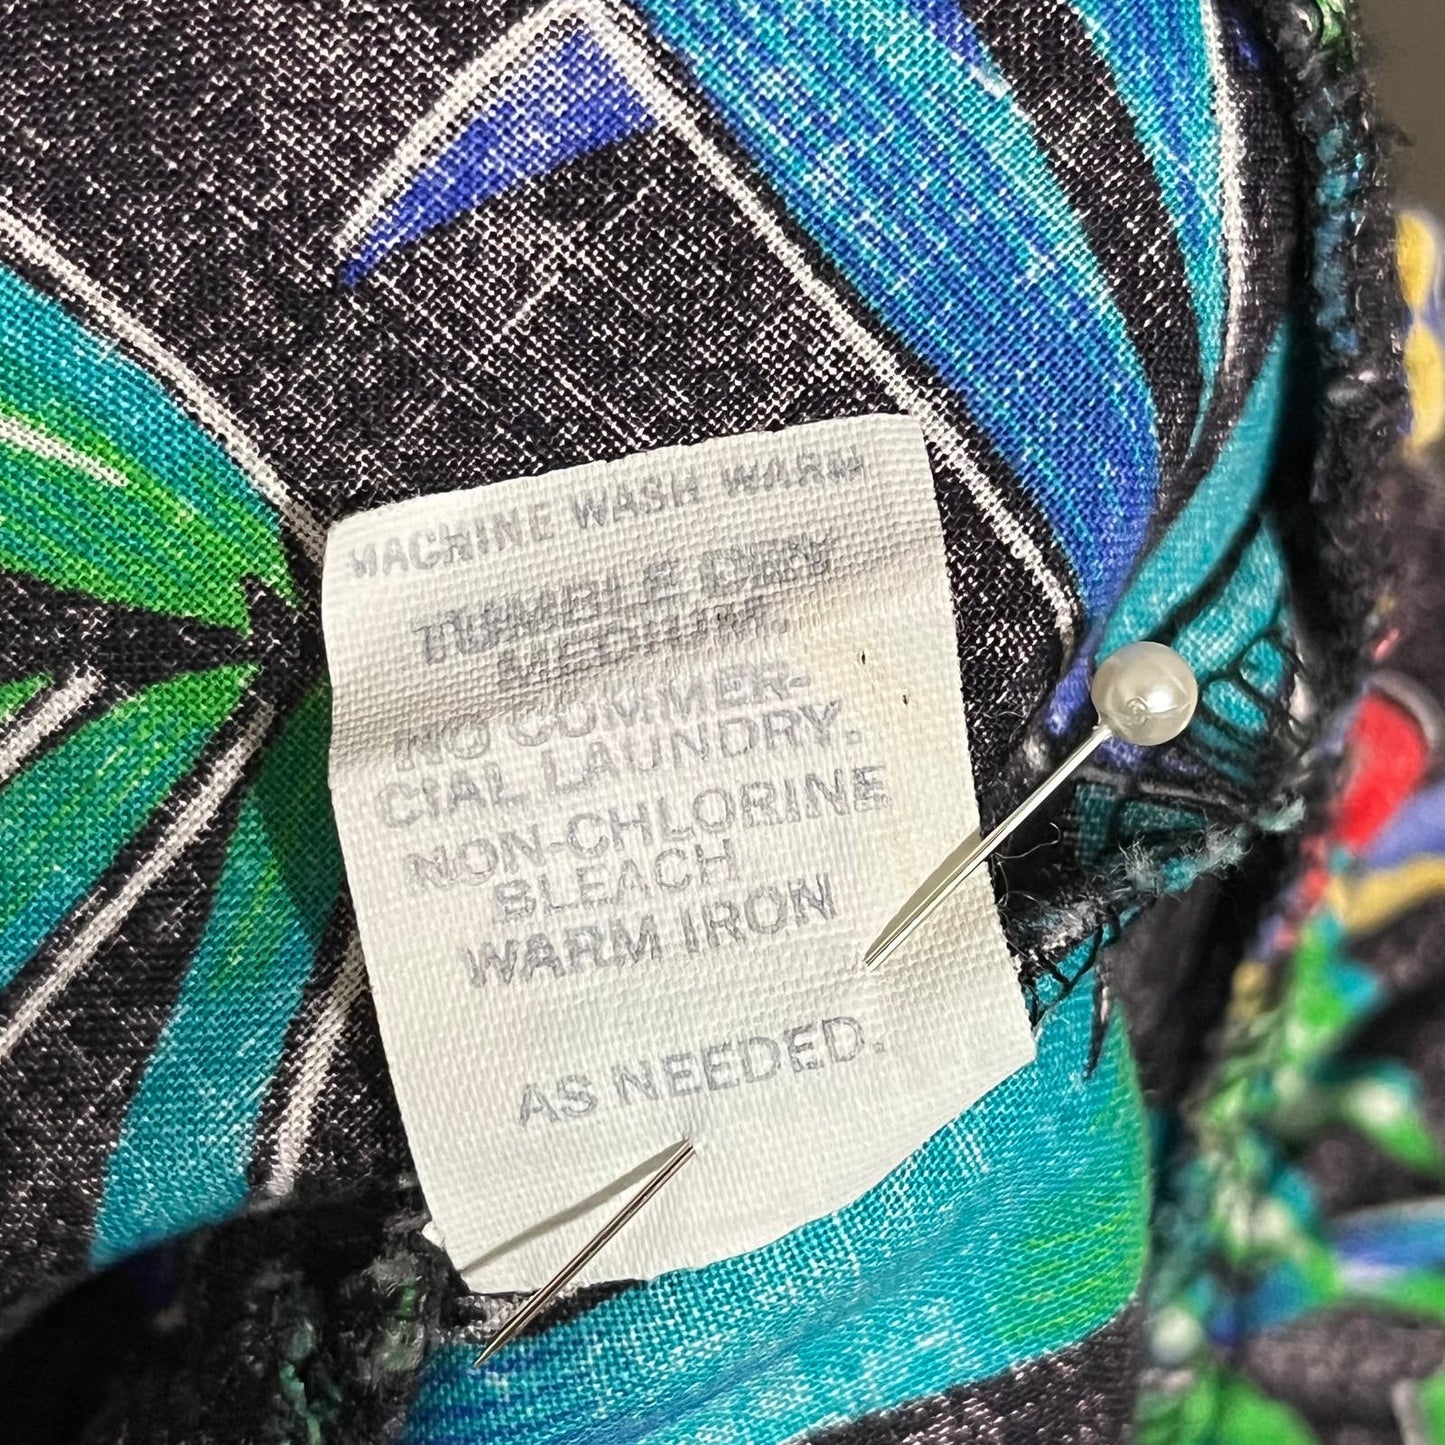 MACHINE WASH WARM
TUMBLE DRY
MEDIUM.
NO COMMER-
CIAL LAUNDRY.
NON-CHLORINE
BLEACH
WARM IRON
AS NEEDED.